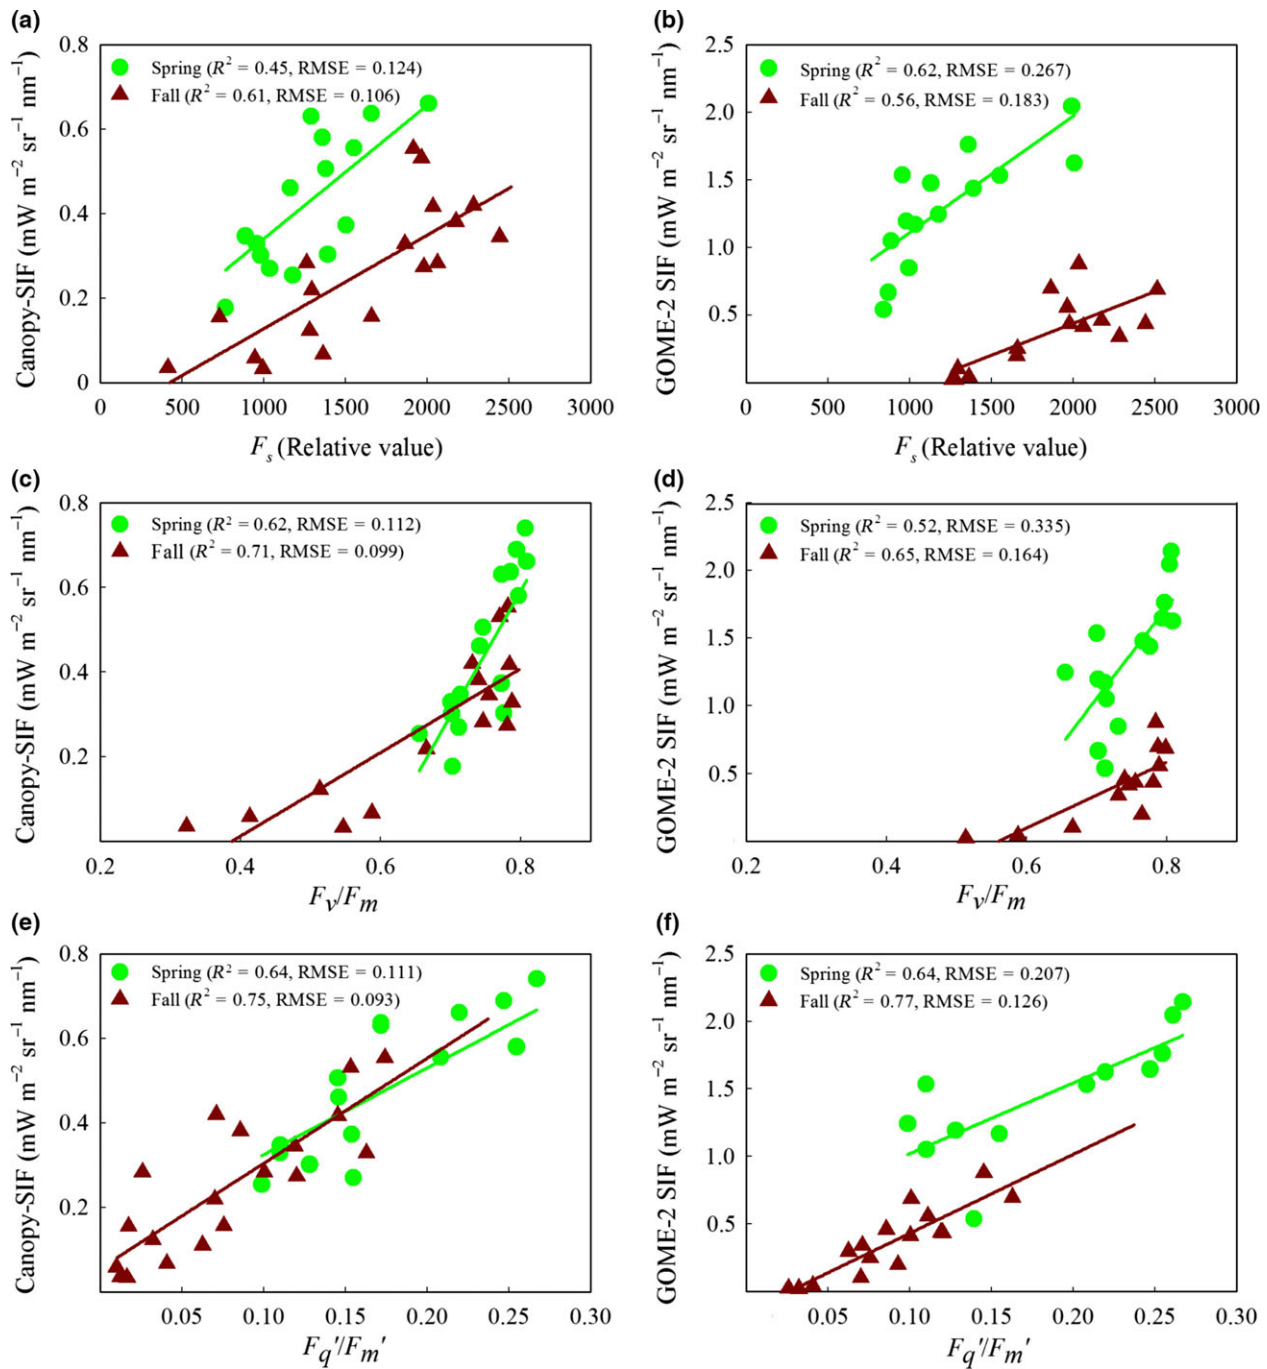 (a)
Canopy-SIF (mW m⁻² sr⁻¹ nm⁻¹)
0.8
0.6
0.4
0.2
0
Spring (R² = 0.45, RMSE = 0.124)
Fall (R² = 0.61, RMSE = 0.106)
0 500 1000 1500 2000 2500 3000
Fₛ (Relative value)
(b)
GOME-2 SIF (mW m⁻² sr⁻¹ nm⁻¹)
2.5
2.0
1.5
1.0
0.5
Spring (R² = 0.62, RMSE = 0.267)
Fall (R² = 0.56, RMSE = 0.183)
0 500 1000 1500 2000 2500 3000
Fₛ (Relative value)
(c)
Canopy-SIF (mW m⁻² sr⁻¹ nm⁻¹)
0.8
0.6
0.4
0.2
Spring (R² = 0.62, RMSE = 0.112)
Fall (R² = 0.71, RMSE = 0.099)
0.2 0.4 0.6 0.8
Fᵥ/Fₘ
(d)
GOME-2 SIF (mW m⁻² sr⁻¹ nm⁻¹)
2.5
2.0
1.5
1.0
0.5
Spring (R² = 0.52, RMSE = 0.335)
Fall (R² = 0.65, RMSE = 0.164)
0.2 0.4 0.6 0.8
Fᵥ/Fₘ
(e)
Canopy-SIF (mW m⁻² sr⁻¹ nm⁻¹)
0.8
0.6
0.4
0.2
Spring (R² = 0.64, RMSE = 0.111)
Fall (R² = 0.75, RMSE = 0.093)
0.05 0.10 0.15 0.20 0.25 0.30
F_q'/Fₘ'
(f)
GOME-2 SIF (mW m⁻² sr⁻¹ nm⁻¹)
2.5
2.0
1.5
1.0
0.5
Spring (R² = 0.64, RMSE = 0.207)
Fall (R² = 0.77, RMSE = 0.126)
0.05 0.10 0.15 0.20 0.25 0.30
F_q'/Fₘ'